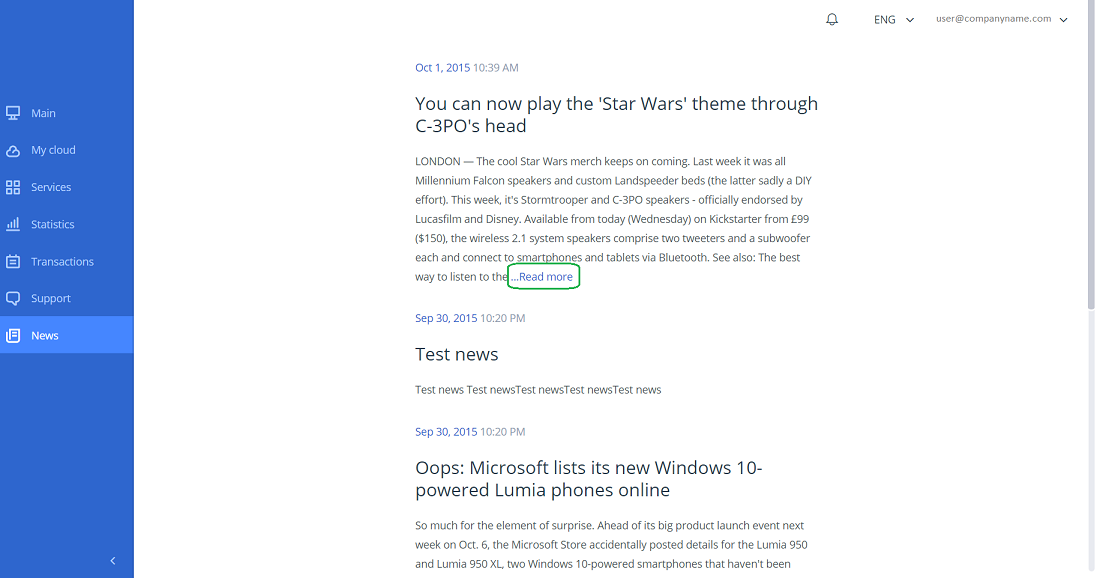 ENG
user@companyname.com
Main
My cloud
Services
Statistics
Transactions
Support
News
Oct 1, 2015 10:39 AM
You can now play the 'Star Wars' theme through
C-3PO's head
LONDON — The cool Star Wars merch keeps on coming. Last week it was all
Millennium Falcon speakers and custom Landspeeder beds (the latter sadly a DIY
effort). This week, it's Stormtrooper and C-3PO speakers - officially endorsed by
Lucasfilm and Disney. Available from today (Wednesday) on Kickstarter from £99
($150), the wireless 2.1 system speakers comprise two tweeters and a subwoofer
each and connect to smartphones and tablets via Bluetooth. See also: The best
way to listen to the ...Read more
Sep 30, 2015 10:20 PM
Test news
Test news Test newsTest newsTest newsTest news
Sep 30, 2015 10:20 PM
Oops: Microsoft lists its new Windows 10-
powered Lumia phones online
So much for the element of surprise. Ahead of its big product launch event next
week on Oct. 6, the Microsoft Store accidentally posted details for the Lumia 950
and Lumia 950 XL, two Windows 10-powered smartphones that haven't been